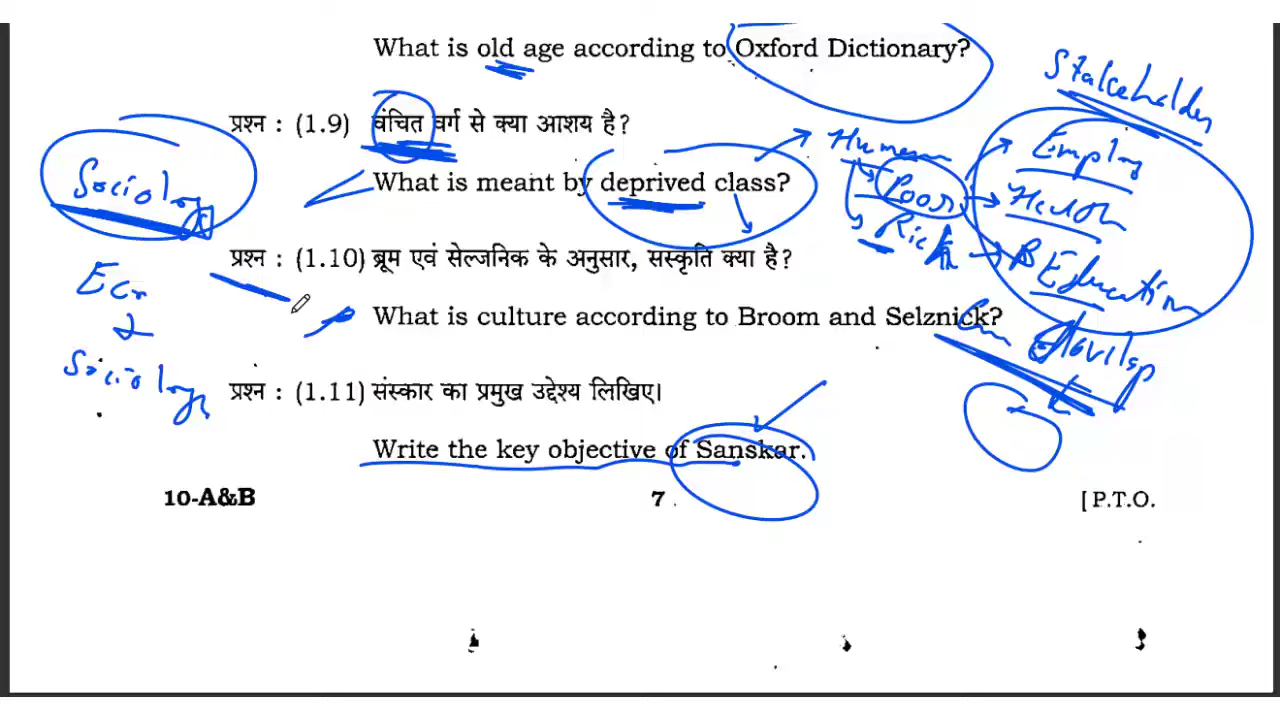 What is old age according to Oxford Dictionary?
Stakeholder
प्रश्न : (1.9) वंचित वर्ग से क्या आशय है?
Human
Employ
Sociology
What is meant by deprived class?
Poor
Health
Rich
प्रश्न : (1.10) ब्रूम एवं सेल्जनिक के अनुसार, संस्कृति क्या है?
Education
What is culture according to Broom and Selznick?
&
Sociology
प्रश्न : (1.11) संस्कार का प्रमुख उद्देश्य लिखिए।
Write the key objective of Sanskar.
10-A&B 7 [P.T.O.